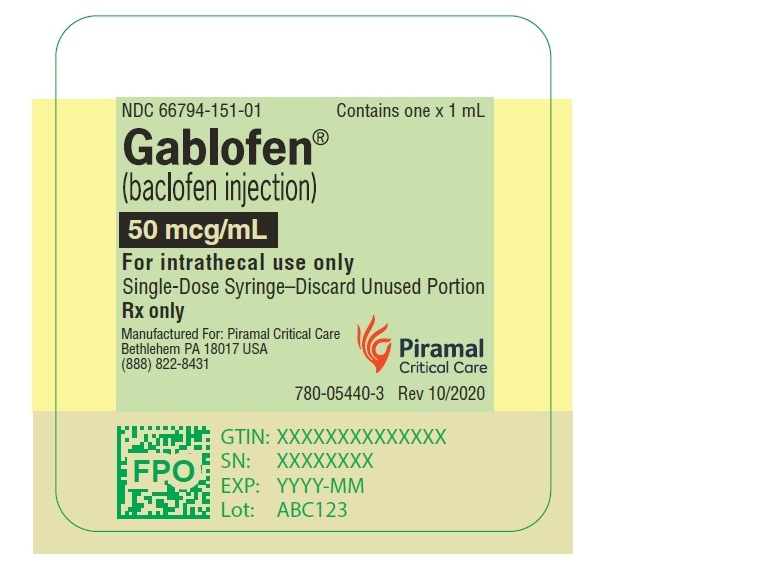 NDC 66794-151-01 Contains one x 1 mL
Gablofen®
(baclofen injection)
50 mcg/mL
For intrathecal use only
Single-Dose Syringe–Discard Unused Portion
Rx only
Manufactured For: Piramal Critical Care
Bethlehem PA 18017 USA
(888) 822-8431
Piramal
Critical Care
780-05440-3 Rev 10/2020
FPO
GTIN: XXXXXXXXXXXXXX
SN: XXXXXXXX
EXP: YYYY-MM
Lot: ABC123